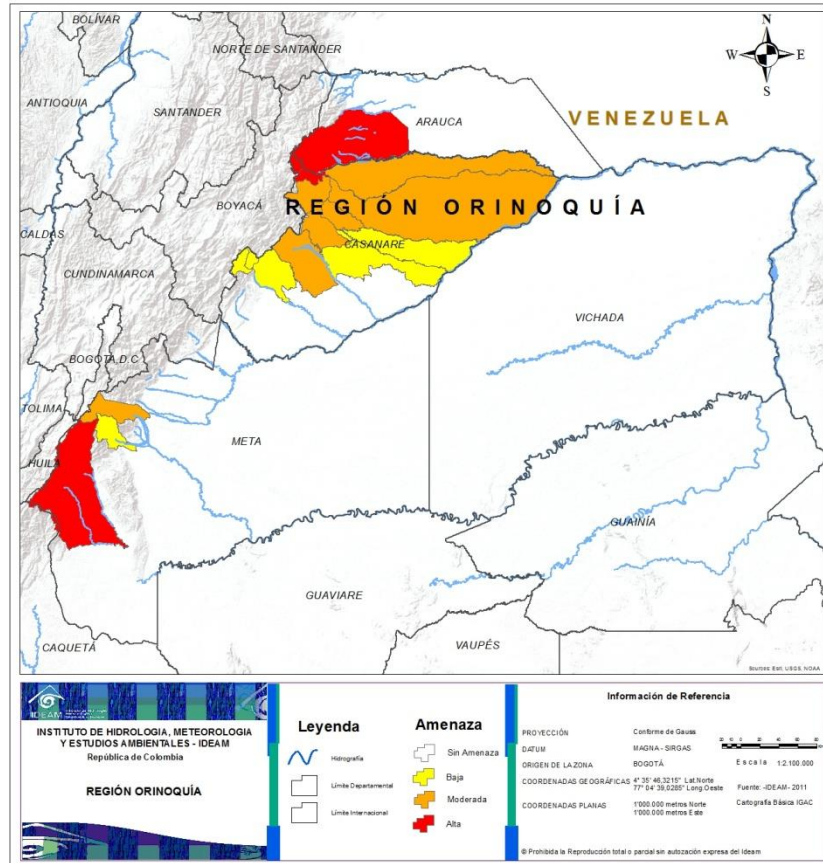 BOLÍVAR
N
W E
S
NORTE DE SANTANDER
ANTIOQUIA
SANTANDER
ARAUCA
VENEZUELA
BOYACÁ
REGIÓN ORINOQUÍA
CALDAS
CASANARE
CUNDINAMARCA
VICHADA
BOGOTÁ D.C
TOLIMA
META
HUILA
GUAINÍA
GUAVIARE
CAQUETÁ
VAUPÉS
Sources: Esri, USGS, NOAA
IDEAM
INSTITUTO DE HIDROLOGIA, METEOROLOGIA
Y ESTUDIOS AMBIENTALES - IDEAM
República de Colombia
REGIÓN ORINOQUÍA
Leyenda
Hidrografía
Límite Departamental
Límite Internacional
Amenaza
Sin Amenaza
Baja
Moderada
Alta
Información de Referencia
PROYECCIÓN Conforme de Gauss
DATUM MAGNA - SIRGAS
ORIGEN DE LA ZONA BOGOTÁ
COORDENADAS GEOGRÁFICAS 4° 35' 46,3215" Lat.Norte
77° 04' 39,0285" Long.Oeste
COORDENADAS PLANAS 1'000.000 metros Norte
1'000.000 metros Este
Escala 1:2.100.000
Fuente: -IDEAM- 2011
Cartografía Básica IGAC
© Prohibida la Reproducción total o parcial sin autozación expresa del Ideam